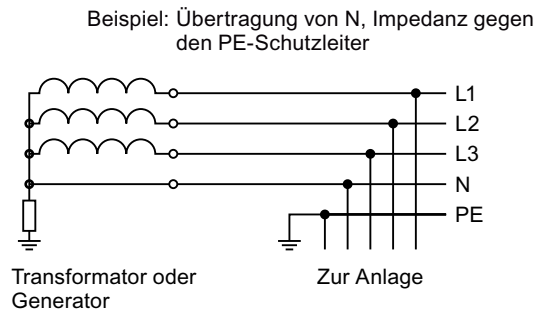 Beispiel: Übertragung von N, Impedanz gegen
den PE-Schutzleiter
L1
L2
L3
N
PE
Transformator oder
Generator
Zur Anlage